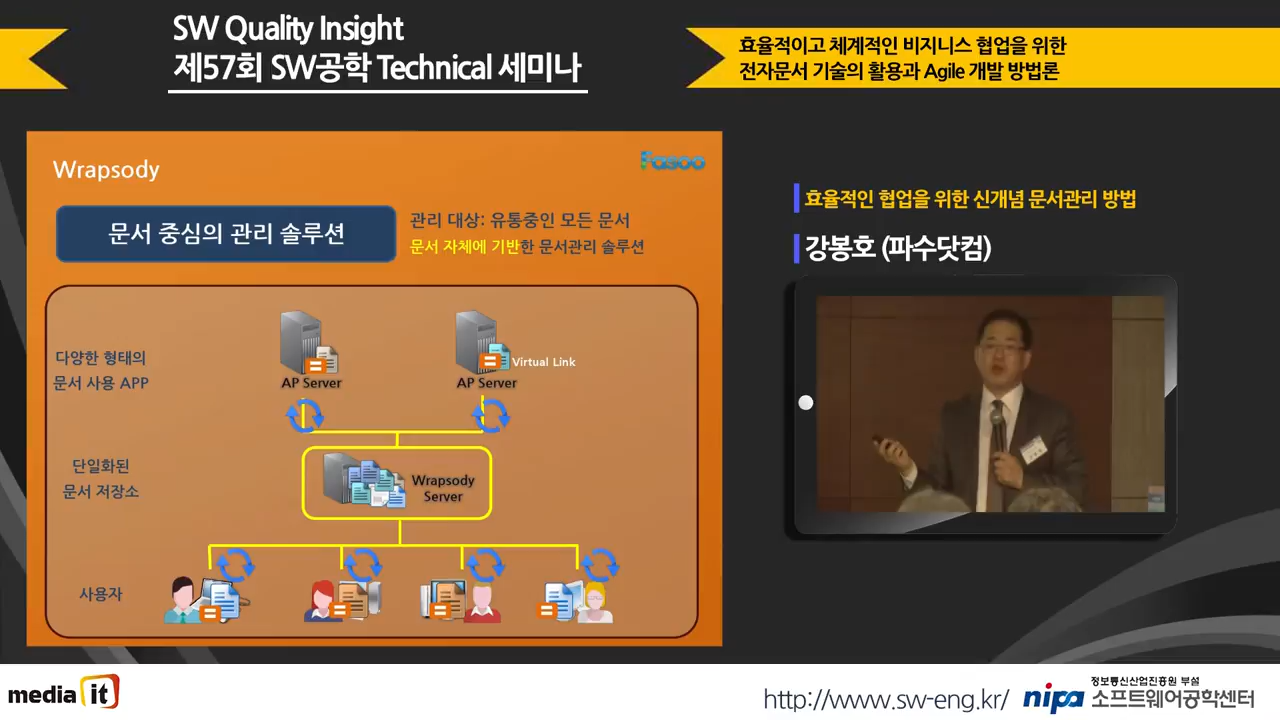 SW Quality Insight
제57회 SW공학 Technical 세미나
효율적이고 체계적인 비지니스 협업을 위한
전자문서 기술의 활용과 Agile 개발 방법론
Wrapsody
Fasoo
문서 중심의 관리 솔루션
관리 대상: 유통중인 모든 문서
문서 자체에 기반한 문서관리 솔루션
다양한 형태의
문서 사용 APP
AP Server
Virtual Link
AP Server
단일화된
문서 저장소
Wrapsody
Server
사용자
효율적인 협업을 위한 신개념 문서관리 방법
강봉호 (파수닷컴)
media it
http://www.sw-eng.kr/
nipa
정보통신산업진흥원 부설
소프트웨어공학센터